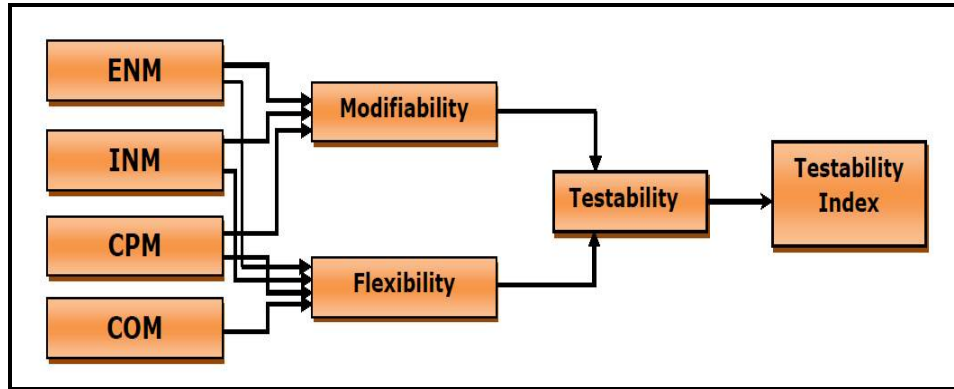 ENM
INM
CPM
COM
Modifiability
Flexibility
Testability
Testability
Index